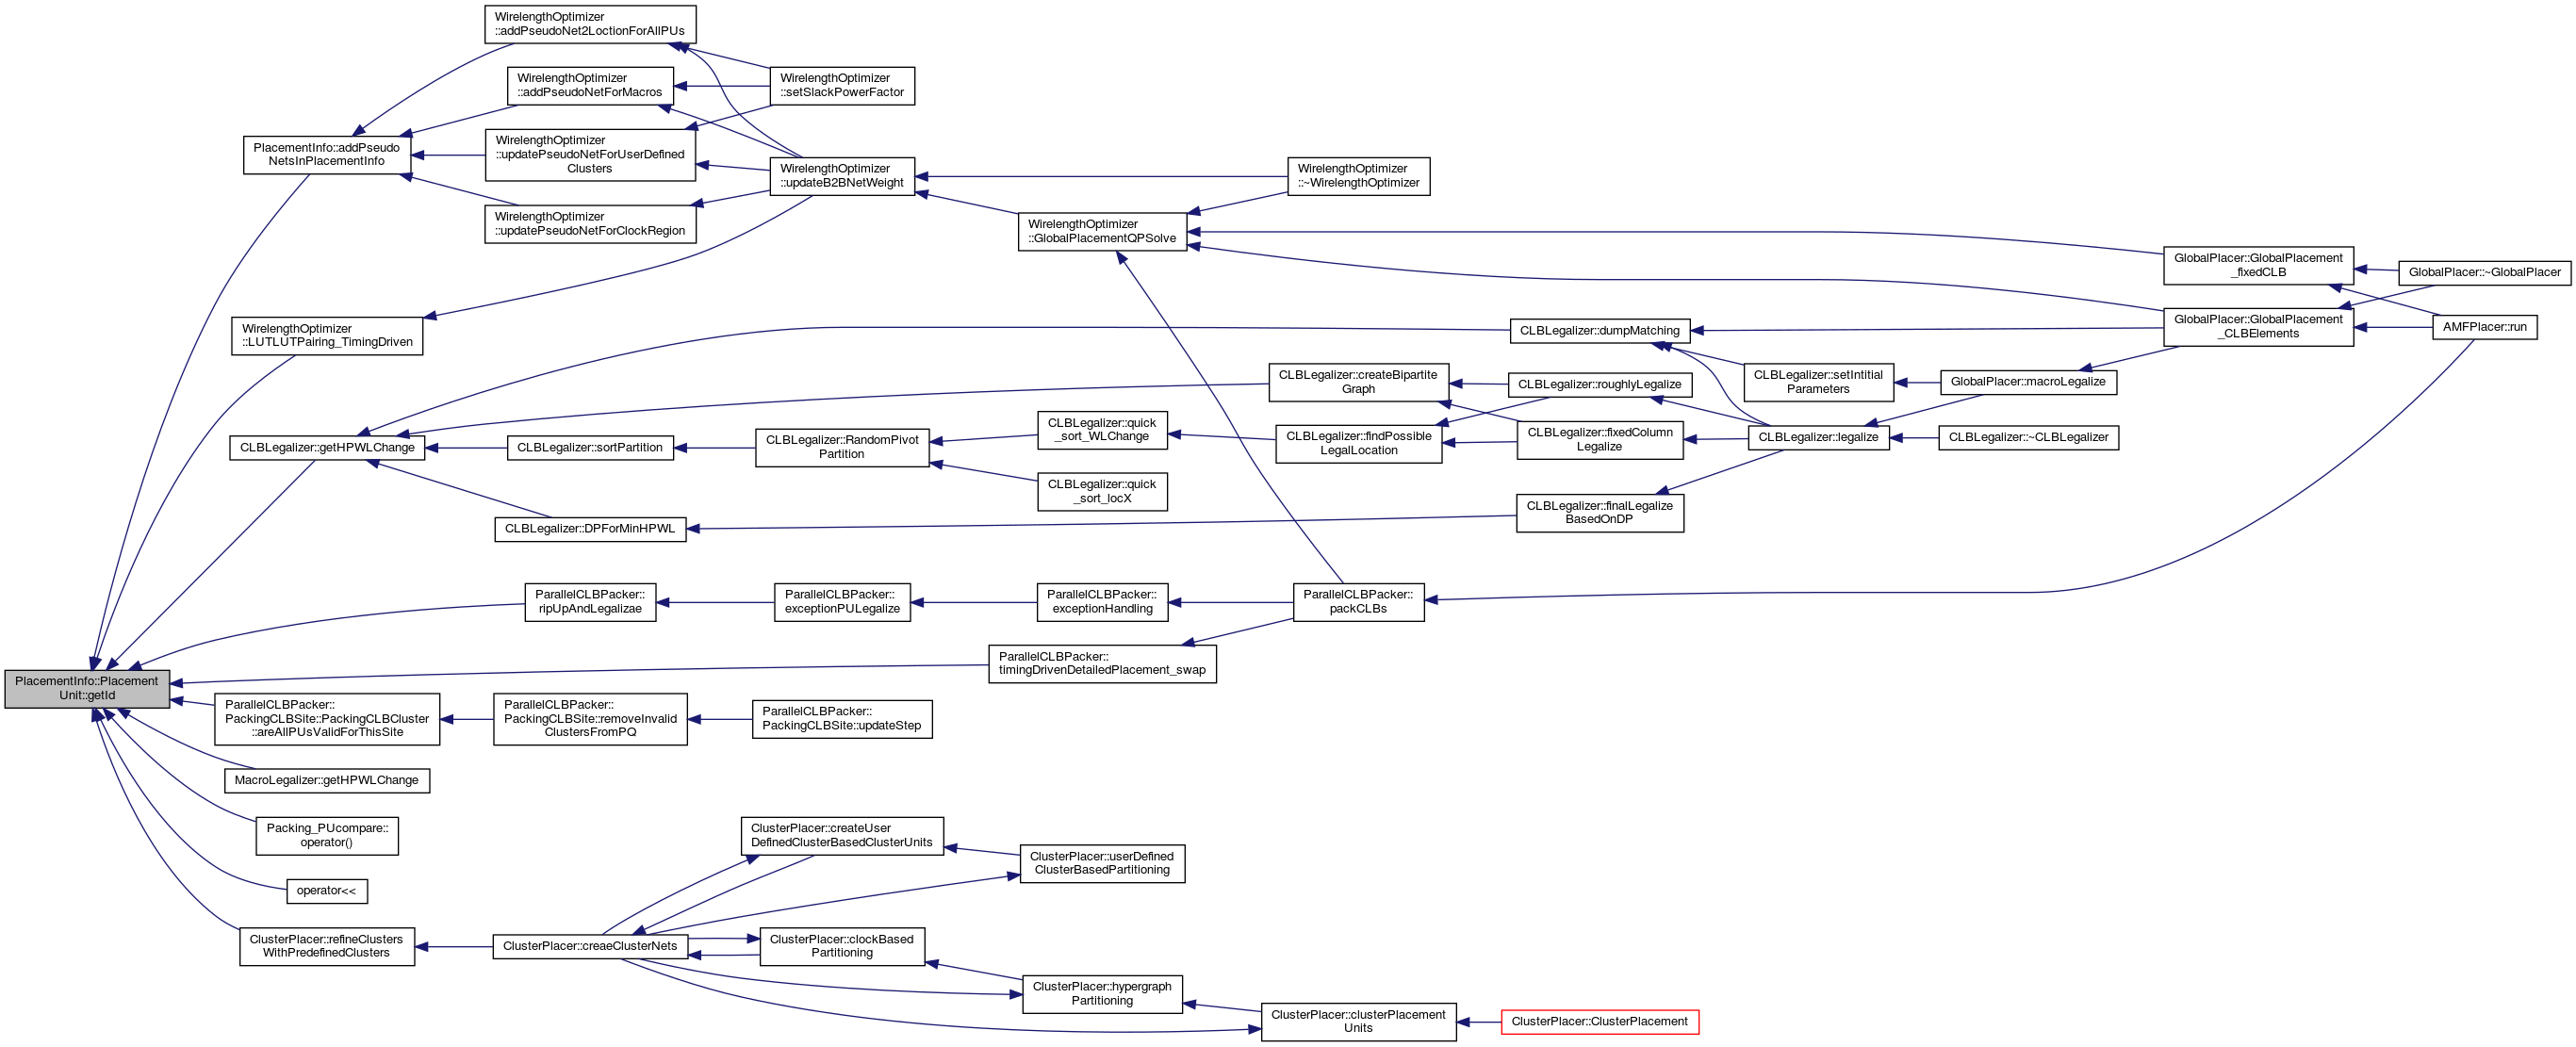 WirelengthOptimizer
::addPseudoNet2LoctionForAllPUs
WirelengthOptimizer
::addPseudoNetForMacros
WirelengthOptimizer
::setSlackPowerFactor
PlacementInfo::addPseudo
NetsInPlacementInfo
WirelengthOptimizer
::updatePseudoNetForUserDefined
Clusters
WirelengthOptimizer
::updateB2BNetWeight
WirelengthOptimizer
::~WirelengthOptimizer
WirelengthOptimizer
::updatePseudoNetForClockRegion
WirelengthOptimizer
::GlobalPlacementQPSolve
GlobalPlacer::GlobalPlacement
_fixedCLB
GlobalPlacer::~GlobalPlacer
WirelengthOptimizer
::LUTLUTPairing_TimingDriven
CLBLegalizer::dumpMatching
GlobalPlacer::GlobalPlacement
_CLBElements
AMFPlacer::run
CLBLegalizer::createBipartite
Graph
CLBLegalizer::roughlyLegalize
CLBLegalizer::setIntitial
Parameters
GlobalPlacer::macroLegalize
CLBLegalizer::getHPWLChange
CLBLegalizer::sortPartition
CLBLegalizer::RandomPivot
Partition
CLBLegalizer::quick
_sort_WLChange
CLBLegalizer::findPossible
LegalLocation
CLBLegalizer::fixedColumn
Legalize
CLBLegalizer::legalize
CLBLegalizer::~CLBLegalizer
CLBLegalizer::quick
_sort_locX
CLBLegalizer::DPForMinHPWL
CLBLegalizer::finalLegalize
BasedOnDP
ParallelCLBPacker::
ripUpAndLegalizae
ParallelCLBPacker::
exceptionPULegalize
ParallelCLBPacker::
exceptionHandling
ParallelCLBPacker::
packCLBs
ParallelCLBPacker::
timingDrivenDetailedPlacement_swap
PlacementInfo::Placement
Unit::getId
ParallelCLBPacker::
PackingCLBSite::PackingCLBCluster
::areAllPUsValidForThisSite
ParallelCLBPacker::
PackingCLBSite::removeInvalid
ClustersFromPQ
ParallelCLBPacker::
PackingCLBSite::updateStep
MacroLegalizer::getHPWLChange
Packing_PUcompare::
operator()
operator<<
ClusterPlacer::createUser
DefinedClusterBasedClusterUnits
ClusterPlacer::userDefined
ClusterBasedPartitioning
ClusterPlacer::refineClusters
WithPredefinedClusters
ClusterPlacer::creaeClusterNets
ClusterPlacer::clockBased
Partitioning
ClusterPlacer::hypergraph
Partitioning
ClusterPlacer::clusterPlacement
Units
ClusterPlacer::ClusterPlacement